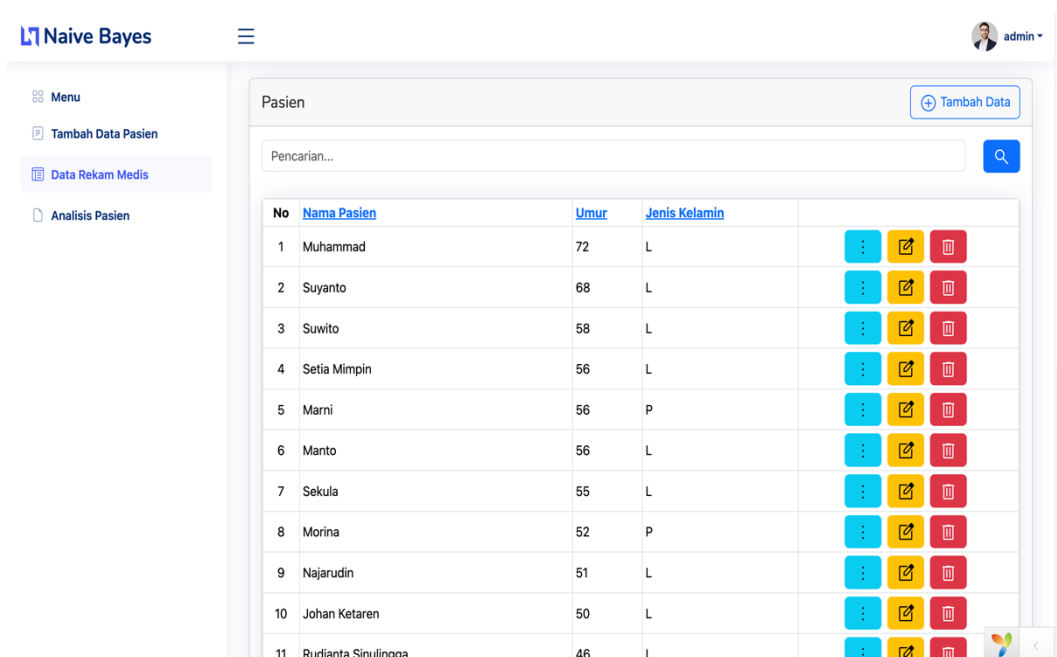 Naive Bayes
admin
Menu
Tambah Data Pasien
Data Rekam Medis
Analisis Pasien
Pasien
Tambah Data
Pencarian...
No Nama Pasien Umur Jenis Kelamin
1 Muhammad 72 L
2 Suyanto 68 L
3 Suwito 58 L
4 Setia Mimpin 56 L
5 Marni 56 P
6 Manto 56 L
7 Sekula 55 L
8 Morina 52 P
9 Najarudin 51 L
10 Johan Ketaren 50 L
11 Rudianta Sinulingga 46 L